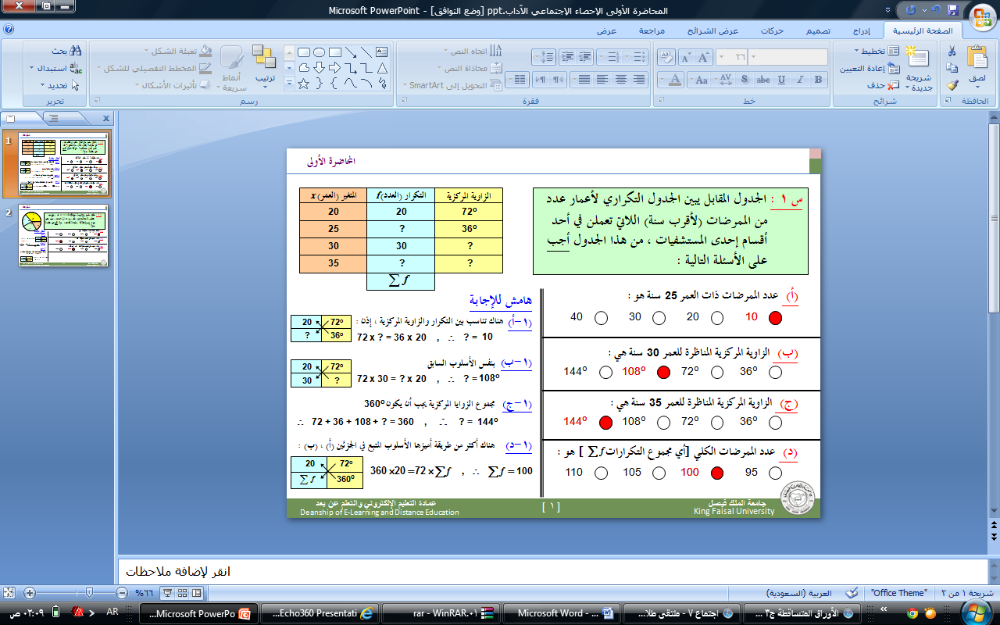 المحاضرة الأولى الإحصاء الإجتماعي الآداب.ppt [وضع التوافق] - Microsoft PowerPoint
الصفحة الرئيسية إدراج تصميم حركات عرض الشرائح مراجعة عرض
لصق
الحافظة
شريحة جديدة
تخطيط
إعادة التعيين
حذف
شرائح
٢٦
خط
اتجاه النص
محاذاة النص
التحويل إلى SmartArt
فقرة
ترتيب
أنماط سريعة
تعبئة الشكل
المخطط التفصيلي للشكل
تأثيرات الأشكال
رسم
بحث
استبدال
تحديد
تحرير
1
2
المحاضرة الأولى
س ١ : الجدول المقابل يبين الجدول التكراري لأعمار عدد
من الممرضات (لأقرب سنة) اللاتي تعملن في أحد
أقسام إحدى المستشفيات ، من هذا الجدول أجب
على الأسئلة التالية :
المتغير (العمر) x التكرار (العدد) f الزاوية المركزية
20 20 72º
25 ? 36º
30 30 ?
35 ? ?
∑ f
(أ) عدد الممرضات ذات العمر 25 سنة هو :
10 20 30 40
(ب) الزاوية المركزية المناظرة للعمر 30 سنة هي :
36º 72º 108º 144º
(ج) الزاوية المركزية المناظرة للعمر 35 سنة هي :
36º 72º 108º 144º
(د) عدد الممرضات الكلي [أي مجموع التكرارات ∑ f ] هو :
95 100 105 110
هامش للإجابة
(١-أ) هناك تناسب بين التكرار والزاوية المركزية ، إذن :
72 x ? = 36 x 20 , ∴ ? = 10
20 72º
? 36º
(١-ب) بنفس الأسلوب السابق
72 x 30 = ? x 20 , ∴ ? = 108º
20 72º
30 ?
(١-ج) مجموع الزوايا المركزية يجب أن يكون 360º
∴ 72 + 36 + 108 + ? = 360 , ∴ ? = 144º
(١-د) هناك أكثر من طريقة أميزها الأسلوب المتبع في الجزئين (أ) ، (ب) :
360 x 20 = 72 x ∑ f , ∴ ∑ f = 100
20 72º
∑ f 360º
جامعة الملك فيصل
King Faisal University
[ ١ ]
عمادة التعليم الإلكتروني والتعلم عن بعد
Deanship of E-Learning and Distance Education
انقر لإضافة ملاحظات
شريحة ١ من ٢ "Office Theme" العربية (السعودية) ٦٦%
الأوراق المتساقطة ج٣ ...
اجتماع ٧ - ملتقى طلا...
Microsoft Word - ...
٠١.rar - WinRAR
Echo360 Presentati...
Microsoft PowerPo...
AR
٠٢:٠٩ ص